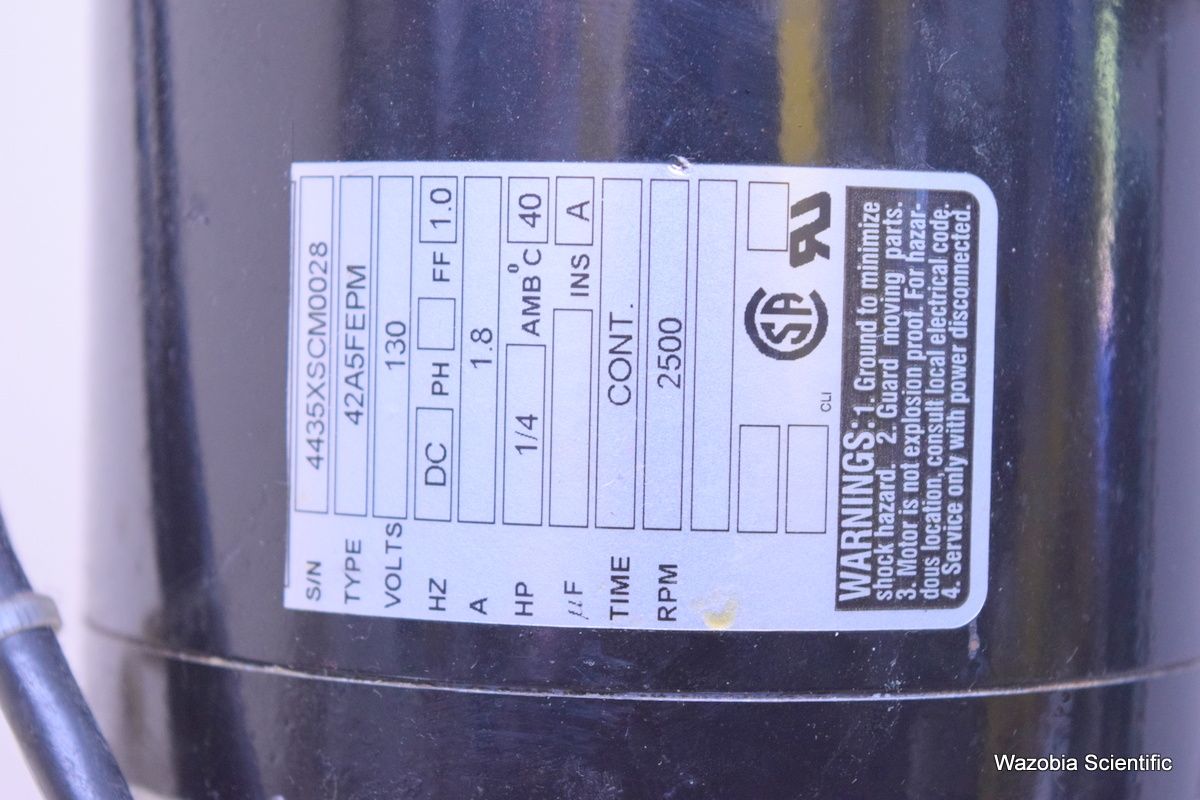 S/N 4435XSCM0028
TYPE 42A5FEPM
VOLTS 130
HZ DC PH FF 1.0
A 1.8
HP 1/4 AMB°C 40
µF INS A
TIME CONT.
RPM 2500
CLI SA RU
WARNINGS: 1. Ground to minimize
shock hazard. 2. Guard moving parts.
3. Motor is not explosion proof. For hazar-
dous location, consult local electrical code.
4. Service only with power disconnected.
Wazobia Scientific